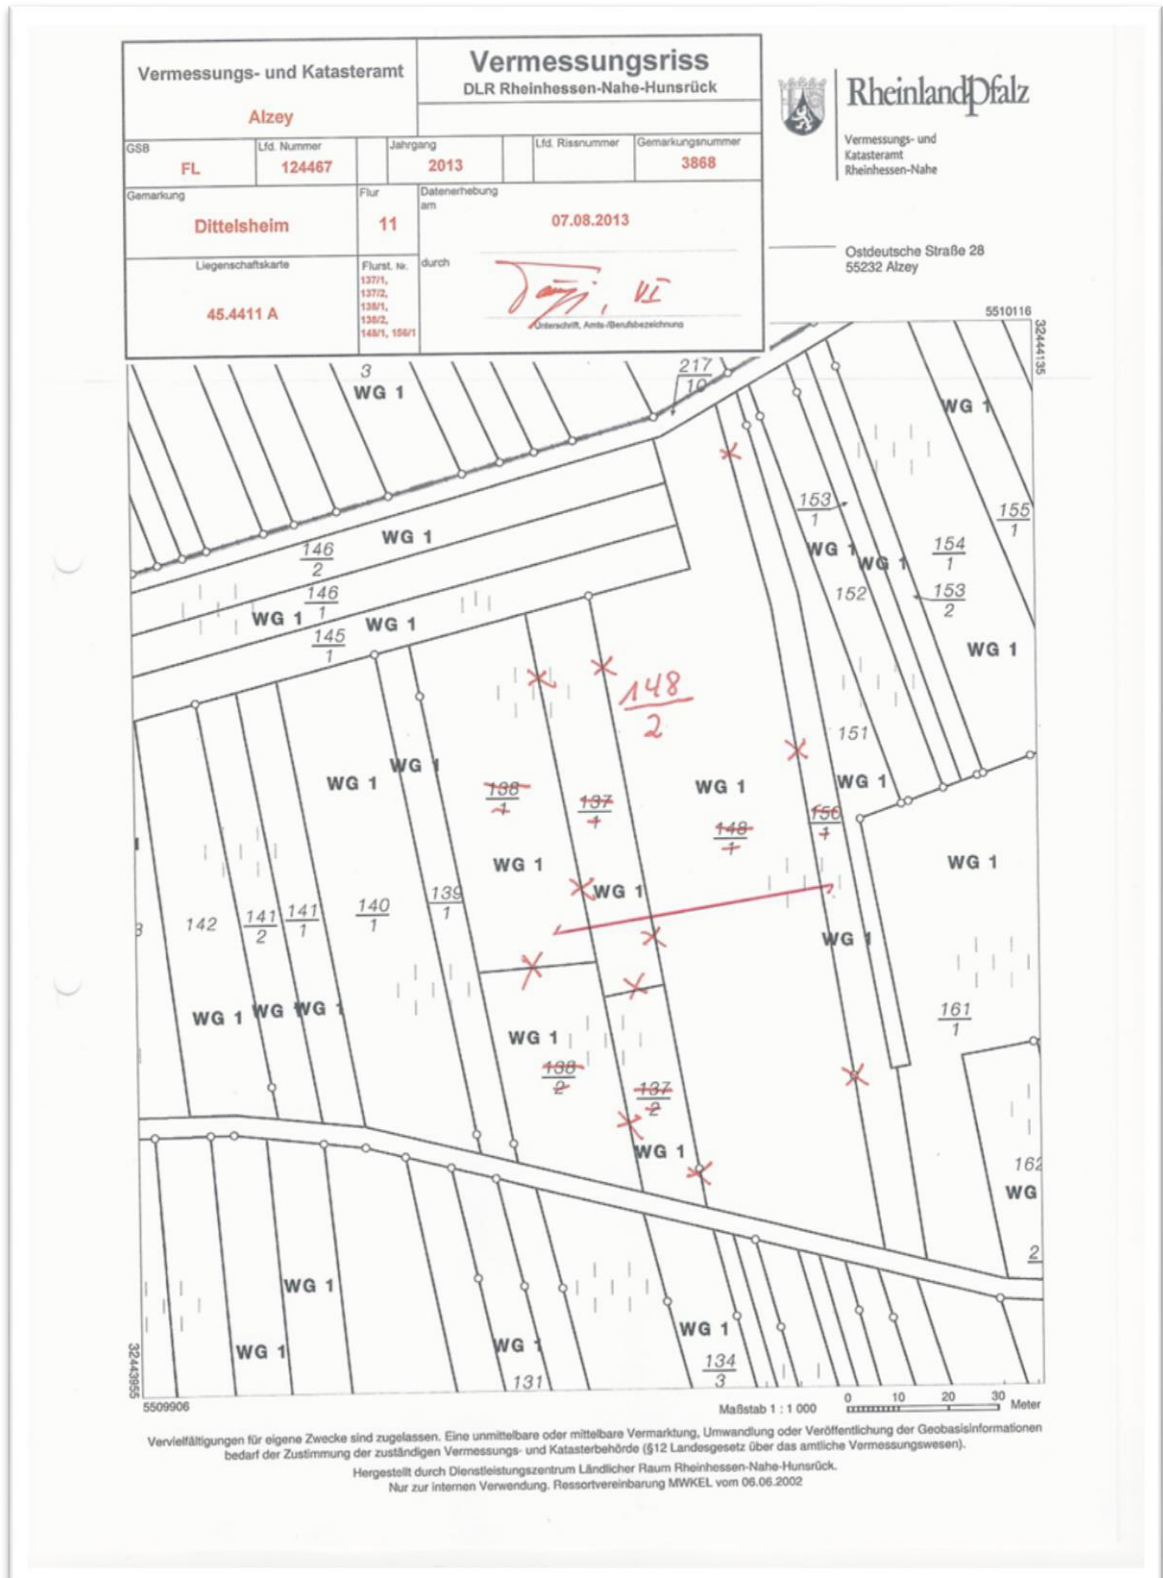 Vermessungs- und Katasteramt
Alzey
Vermessungsriss
DLR Rheinhessen-Nahe-Hunsrück
GSB
FL
Lfd. Nummer
124467
Jahrgang
2013
Lfd. Rissnummer
Gemarkungsnummer
3868
Gemarkung
Dittelsheim
Flur
11
Datenerhebung
am
07.08.2013
Liegenschaftskarte
45.4411 A
Flurst. Nr.
137/1,
137/2,
138/1,
138/2,
148/1, 156/1
durch
, VI
Unterschrift, Amts-/Berufsbezeichnung
RheinlandPfalz
Vermessungs- und
Katasteramt
Rheinhessen-Nahe
Ostdeutsche Straße 28
55232 Alzey
5510116
32444135
3
WG 1
217
10
WG 1
153
1
155
1
WG 1
146
2
WG 1
WG 1
154
1
146
1
152
153
2
WG 1
WG 1
145
1
WG 1
148
2
151
WG 1
WG 1
138
1
137
1
WG 1
148
1
WG 1
150
1
WG 1
WG 1
WG 1
3
142
141
2
141
1
140
1
139
1
WG 1
WG 1
WG
WG 1
WG 1
138
2
137
2
WG 1
161
1
162
WG
2
WG 1
WG 1
WG 1
131
WG 1
134
3
32443955
5509906
Maßstab 1 : 1 000
0 10 20 30
Meter
Vervielfältigungen für eigene Zwecke sind zugelassen. Eine unmittelbare oder mittelbare Vermarktung, Umwandlung oder Veröffentlichung der Geobasisinformationen
bedarf der Zustimmung der zuständigen Vermessungs- und Katasterbehörde (§12 Landesgesetz über das amtliche Vermessungswesen).
Hergestellt durch Dienstleistungszentrum Ländlicher Raum Rheinhessen-Nahe-Hunsrück.
Nur zur internen Verwendung. Ressortvereinbarung MWKEL vom 06.06.2002